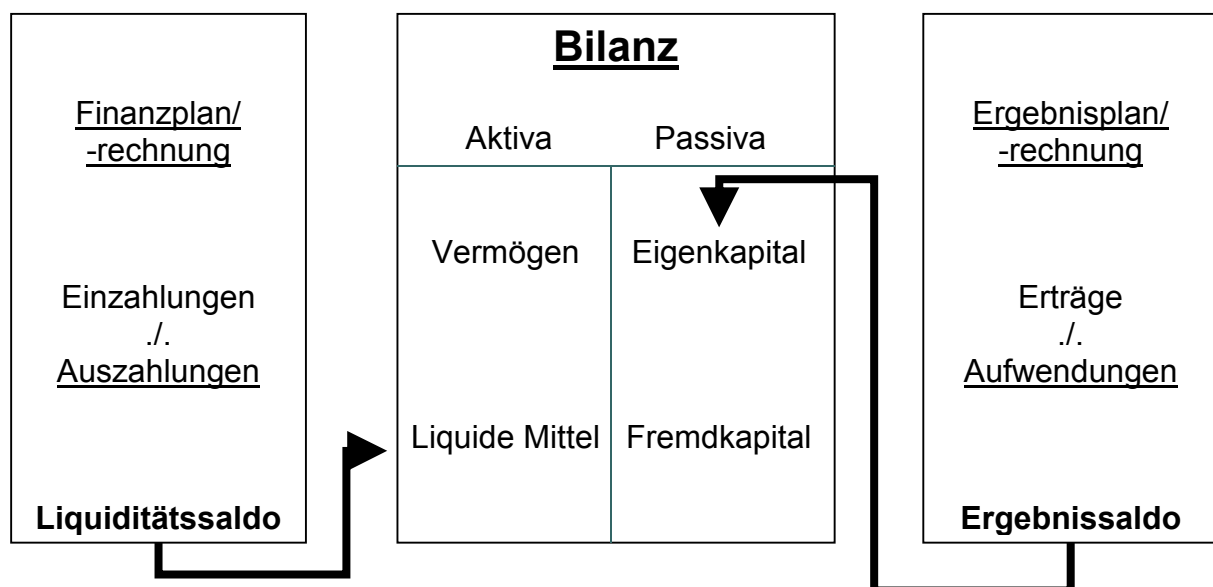 Finanzplan/
-rechnung
Einzahlungen
./.
Auszahlungen
Liquiditätssaldo
Bilanz
Aktiva Passiva
Vermögen Eigenkapital
Liquide Mittel Fremdkapital
Ergebnisplan/
-rechnung
Erträge
./.
Aufwendungen
Ergebnissaldo